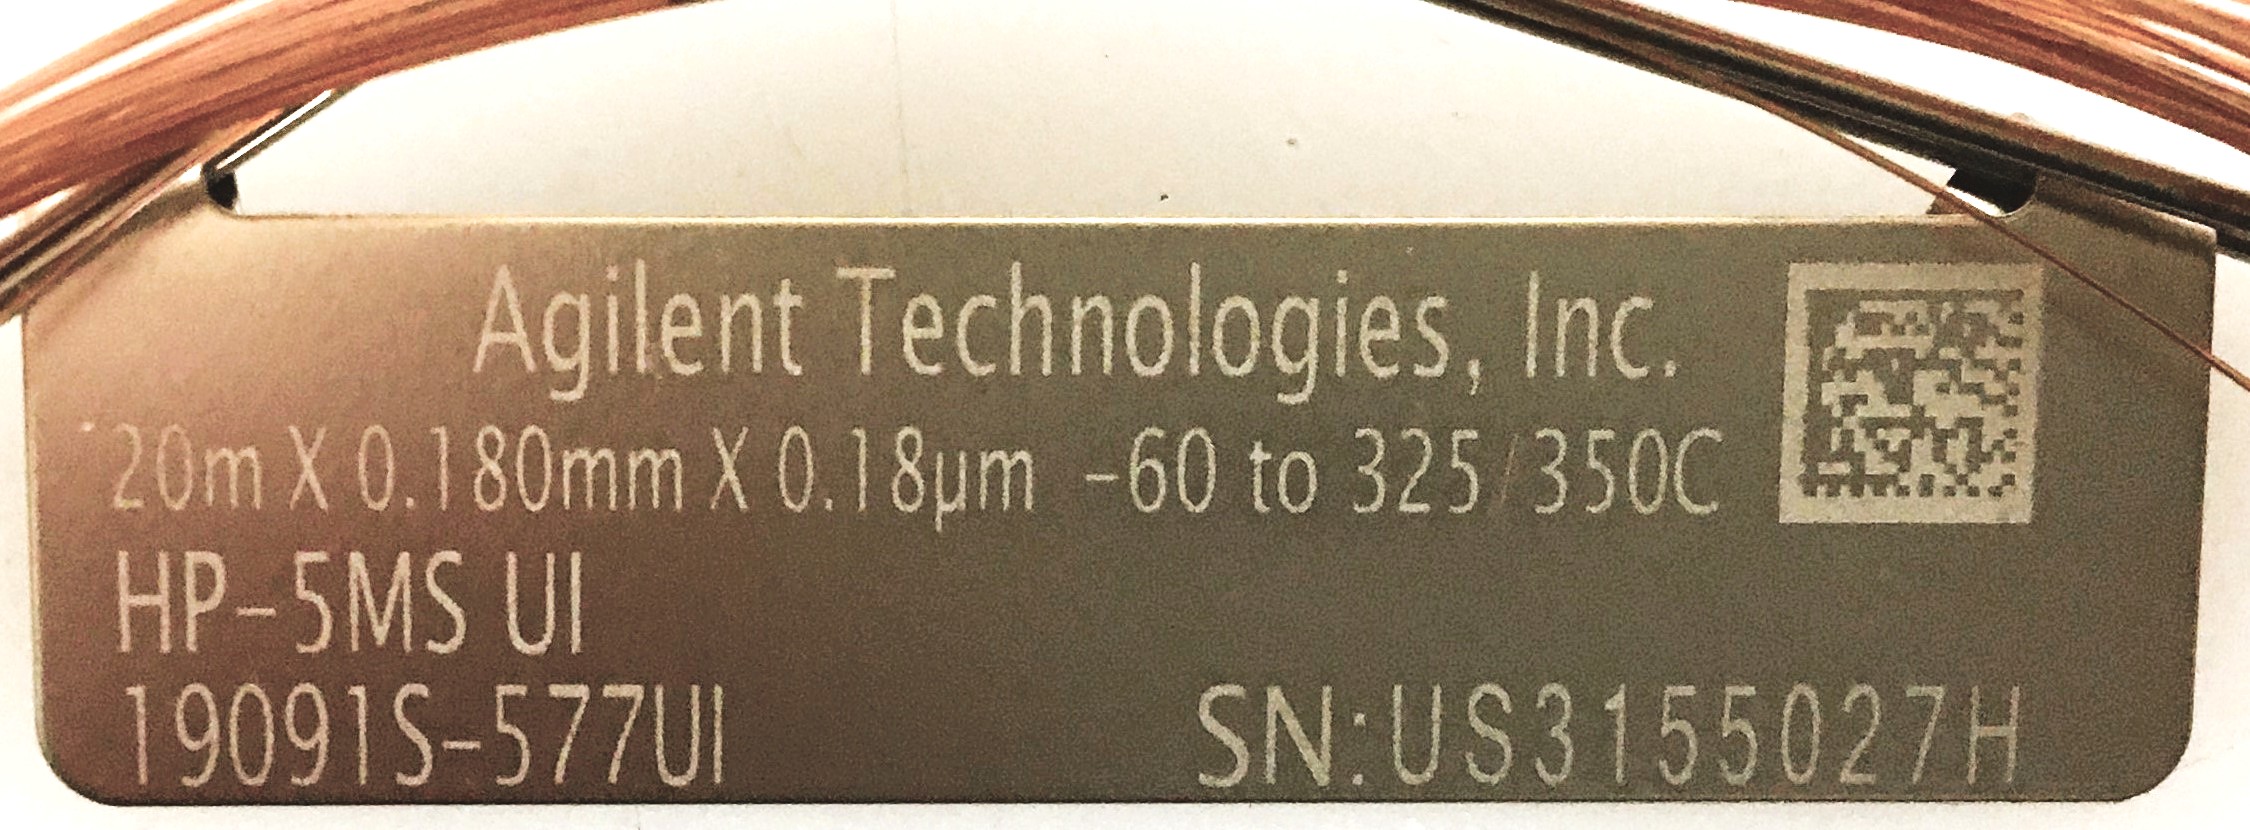 Agilent Technologies, Inc.
20m X 0.180mm X 0.18µm -60 to 325/350C
HP-5MS UI
19091S-577UI SN:US3155027H